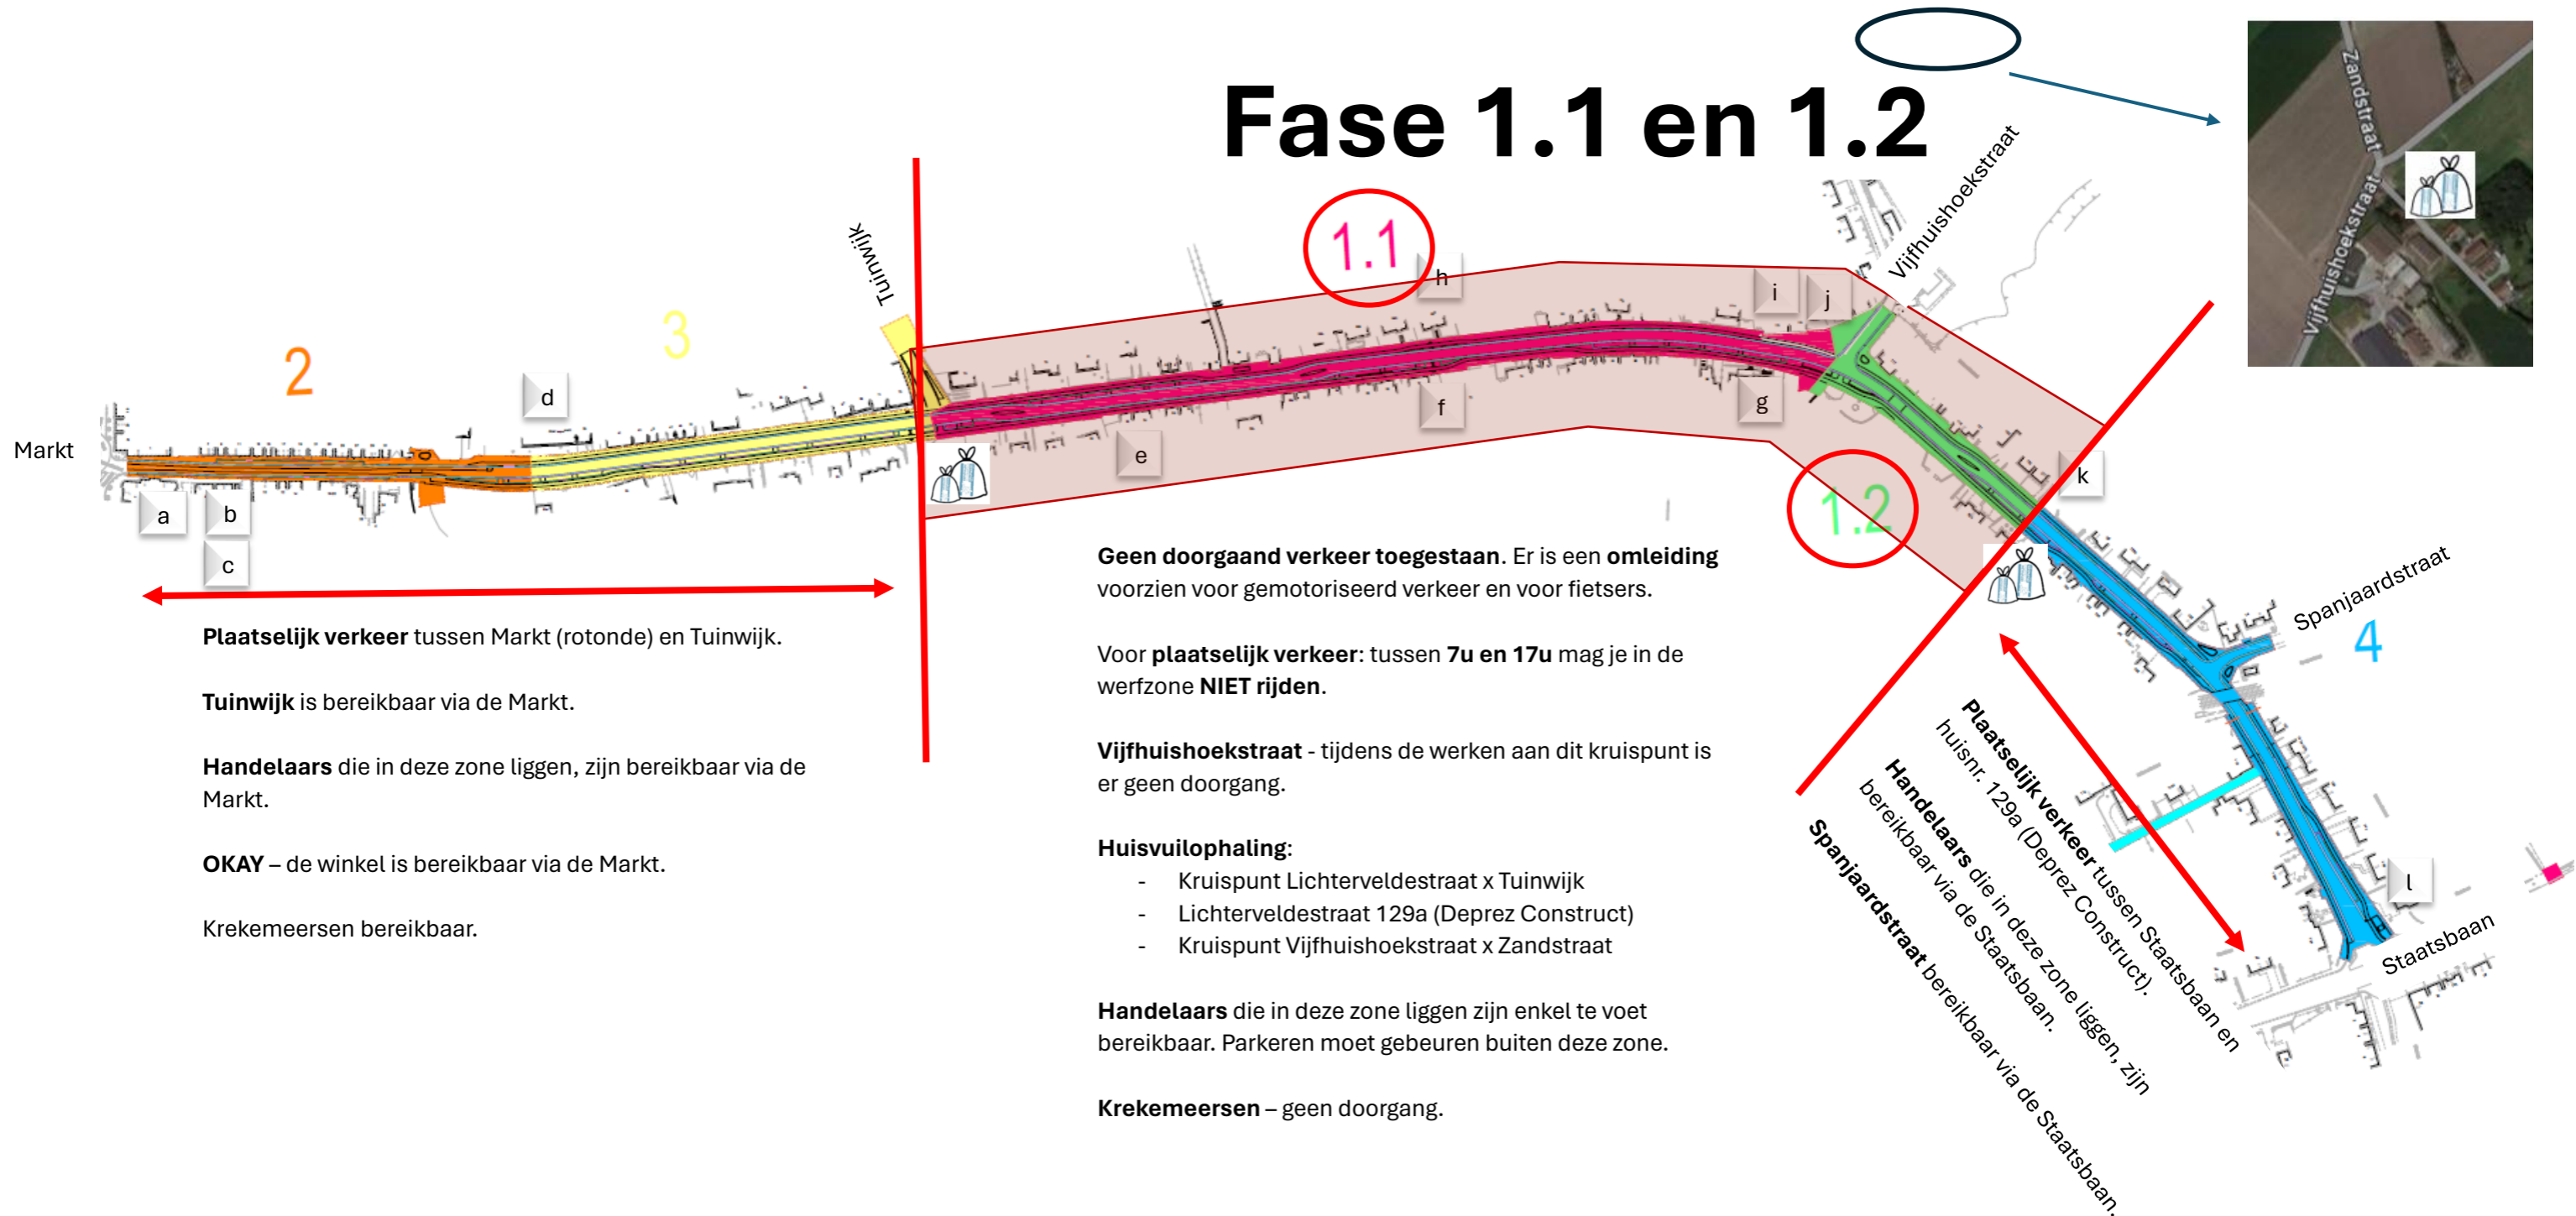 Fase 1.1 en 1.2
Zandstraat
Vijfhuishoekstraat
Vijfhuishoekstraat
Tuinwijk
1.1
h
i
j
2
3
d
Markt
a
b
c
e
f
g
1.2
k
Spanjaardstraat
4
l
Staatsbaan
Plaatselijk verkeer tussen Markt (rotonde) en Tuinwijk.
Tuinwijk is bereikbaar via de Markt.
Handelaars die in deze zone liggen, zijn bereikbaar via de
Markt.
OKAY – de winkel is bereikbaar via de Markt.
Krekemeersen bereikbaar.
Geen doorgaand verkeer toegestaan. Er is een omleiding
voorzien voor gemotoriseerd verkeer en voor fietsers.
Voor plaatselijk verkeer: tussen 7u en 17u mag je in de
werfzone NIET rijden.
Vijfhuishoekstraat - tijdens de werken aan dit kruispunt is
er geen doorgang.
Huisvuilophaling:
- Kruispunt Lichterveldestraat x Tuinwijk
- Lichterveldestraat 129a (Deprez Construct)
- Kruispunt Vijfhuishoekstraat x Zandstraat
Handelaars die in deze zone liggen zijn enkel te voet
bereikbaar. Parkeren moet gebeuren buiten deze zone.
Krekemeersen – geen doorgang.
Plaatselijk verkeer tussen Staatsbaan en
huisnr. 129a (Deprez Construct).
Handelaars die in deze zone liggen, zijn
bereikbaar via de Staatsbaan.
Spanjaardstraat bereikbaar via de Staatsbaan.